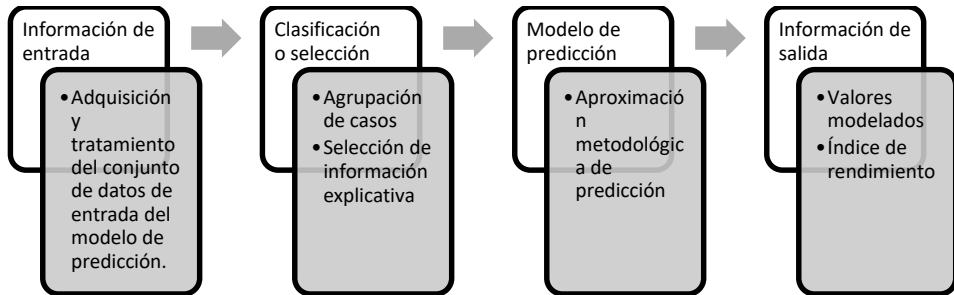 Información de
entrada
•Adquisición
y
tratamiento
del conjunto
de datos de
entrada del
modelo de
predicción.
Clasificación
o selección
•Agrupación
de casos
•Selección de
información
explicativa
Modelo de
predicción
•Aproximació
n
metodológic
a de
predicción
Información de
salida
•Valores
modelados
•Índice de
rendimiento